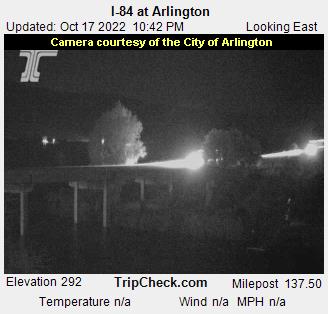 I-84 at Arlington
Updated: Oct 17 2022 10:42 PM Looking East
Camera courtesy of the City of Arlington
Elevation 292 TripCheck.com Milepost 137.50
Temperature n/a Wind n/a MPH n/a